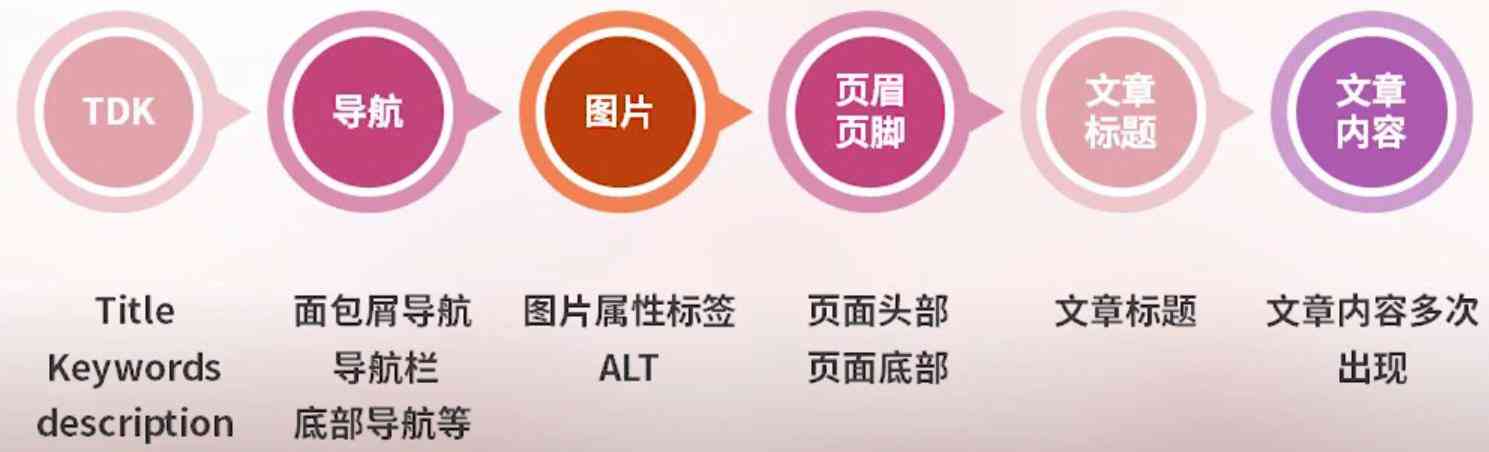 TDK
导航
图片
页眉
页脚
文章
标题
文章
内容
Title
Keywords
description
面包屑导航
导航栏
底部导航等
图片属性标签
ALT
页面头部
页面底部
文章标题
文章内容多次
出现